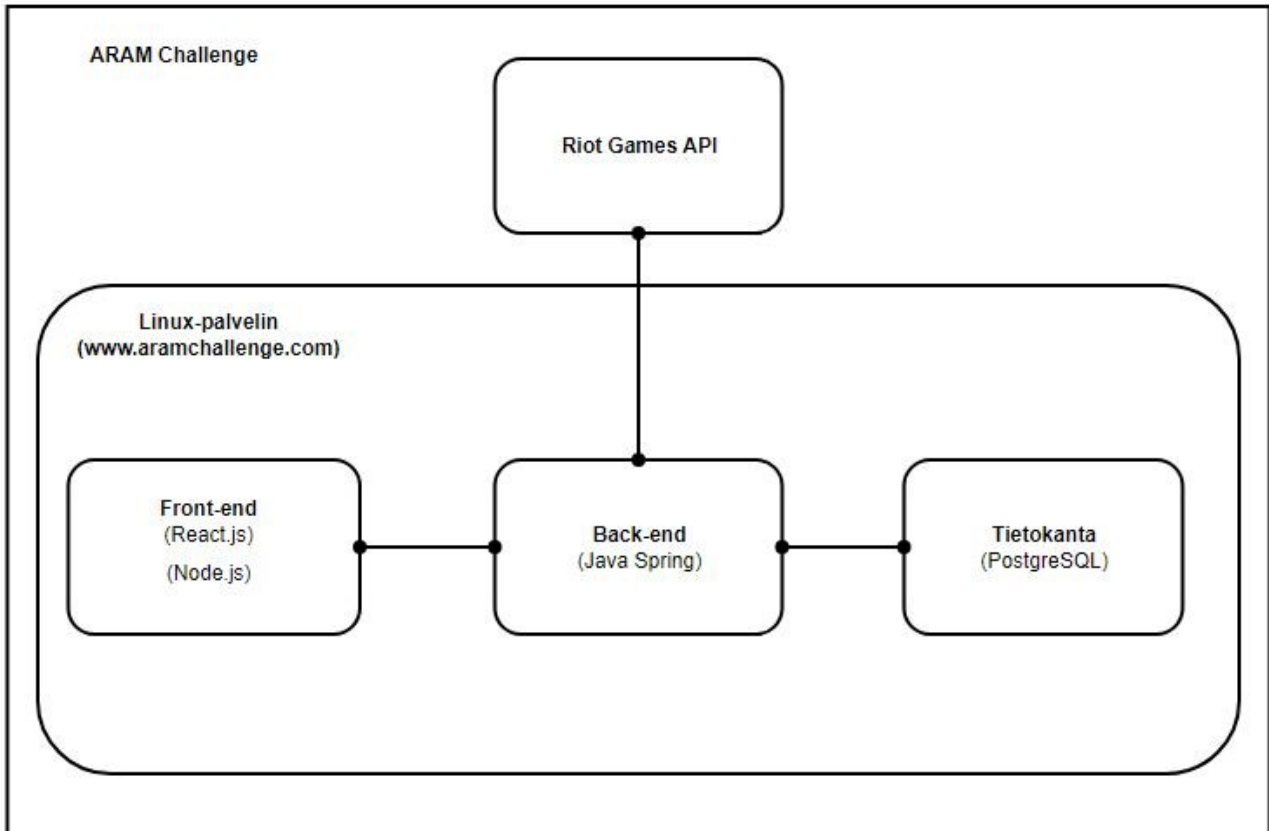 ARAM Challenge
Riot Games API
Linux-palvelin
(www.aramchallenge.com)
Front-end
(React.js)
(Node.js)
Back-end
(Java Spring)
Tietokanta
(PostgreSQL)